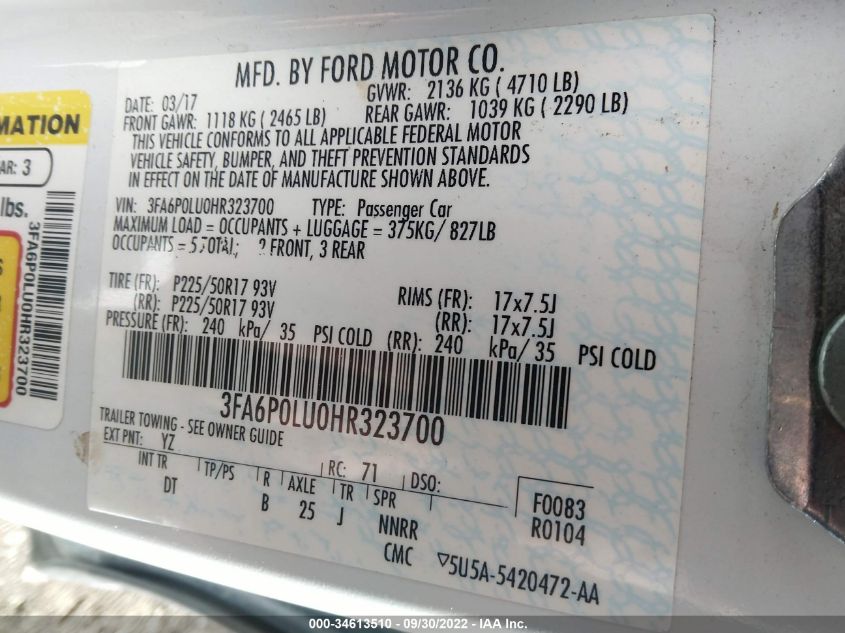 MFD. BY FORD MOTOR CO.
DATE: 03/17 GVWR: 2136 KG ( 4710 LB)
FRONT GAWR: 1118 KG ( 2465 LB) REAR GAWR: 1039 KG ( 2290 LB)
THIS VEHICLE CONFORMS TO ALL APPLICABLE FEDERAL MOTOR
VEHICLE SAFETY, BUMPER, AND THEFT PREVENTION STANDARDS
IN EFFECT ON THE DATE OF MANUFACTURE SHOWN ABOVE.
VIN: 3FA6P0LU0HR323700 TYPE: Passenger Car
MAXIMUM LOAD = OCCUPANTS + LUGGAGE = 375KG/ 827LB
OCCUPANTS = 5 TOTAL; 2 FRONT, 3 REAR
TIRE (FR): P225/50R17 93V RIMS (FR): 17x7.5J
(RR): P225/50R17 93V (RR): 17x7.5J
PRESSURE (FR): 240 kPa/ 35 PSI COLD (RR): 240 kPa/ 35 PSI COLD
3FA6P0LU0HR323700
TRAILER TOWING - SEE OWNER GUIDE
EXT PNT: YZ RC: 71 DSO:
INT TR TP/PS R AXLE TR SPR
DT B 25 J NNRR
CMC
F0083
R0104
▽5U5A-5420472-AA
MATION
AR: 3
lbs.
3FA6P0LU0HR323700
000-34613510 - 09/30/2022 - IAA Inc.